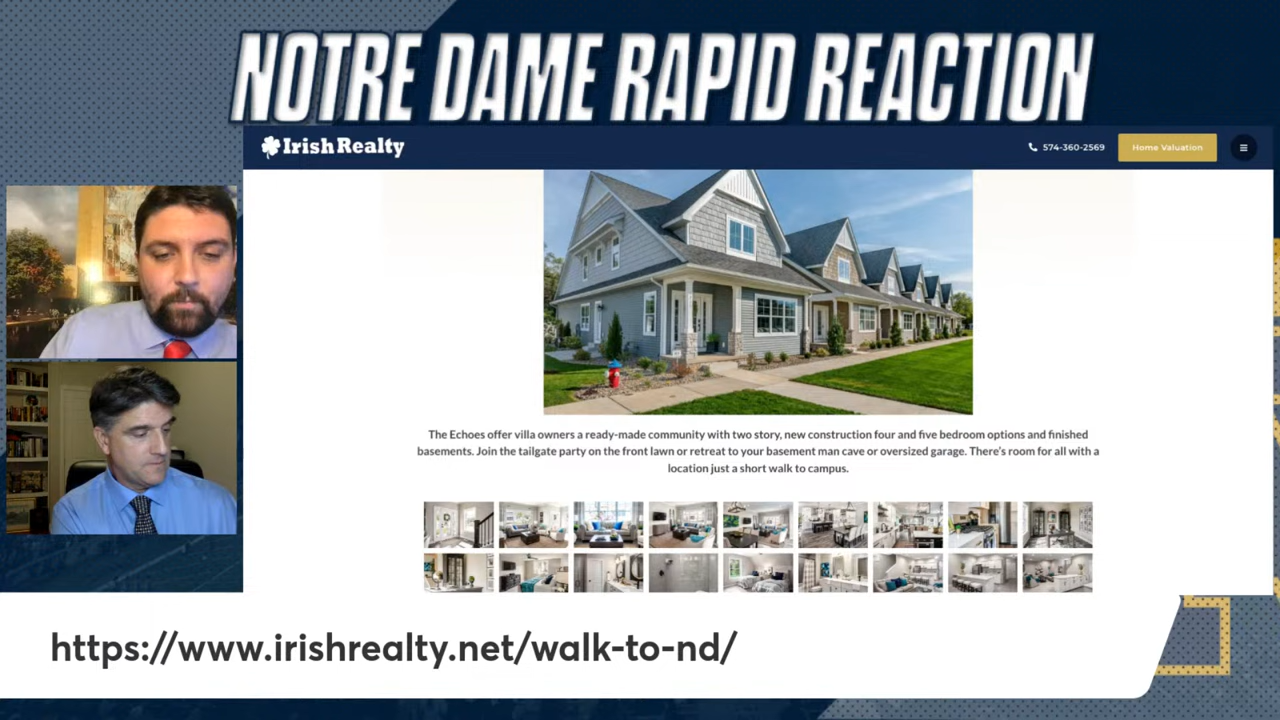 NOTRE DAME RAPID REACTION
Irish Realty
574-360-2569
Home Valuation
The Echoes offer villa owners a ready-made community with two story, new construction four and five bedroom options and finished
basements. Join the tailgate party on the front lawn or retreat to your basement man cave or oversized garage. There's room for all with a
location just a short walk to campus.
https://www.irishrealty.net/walk-to-nd/